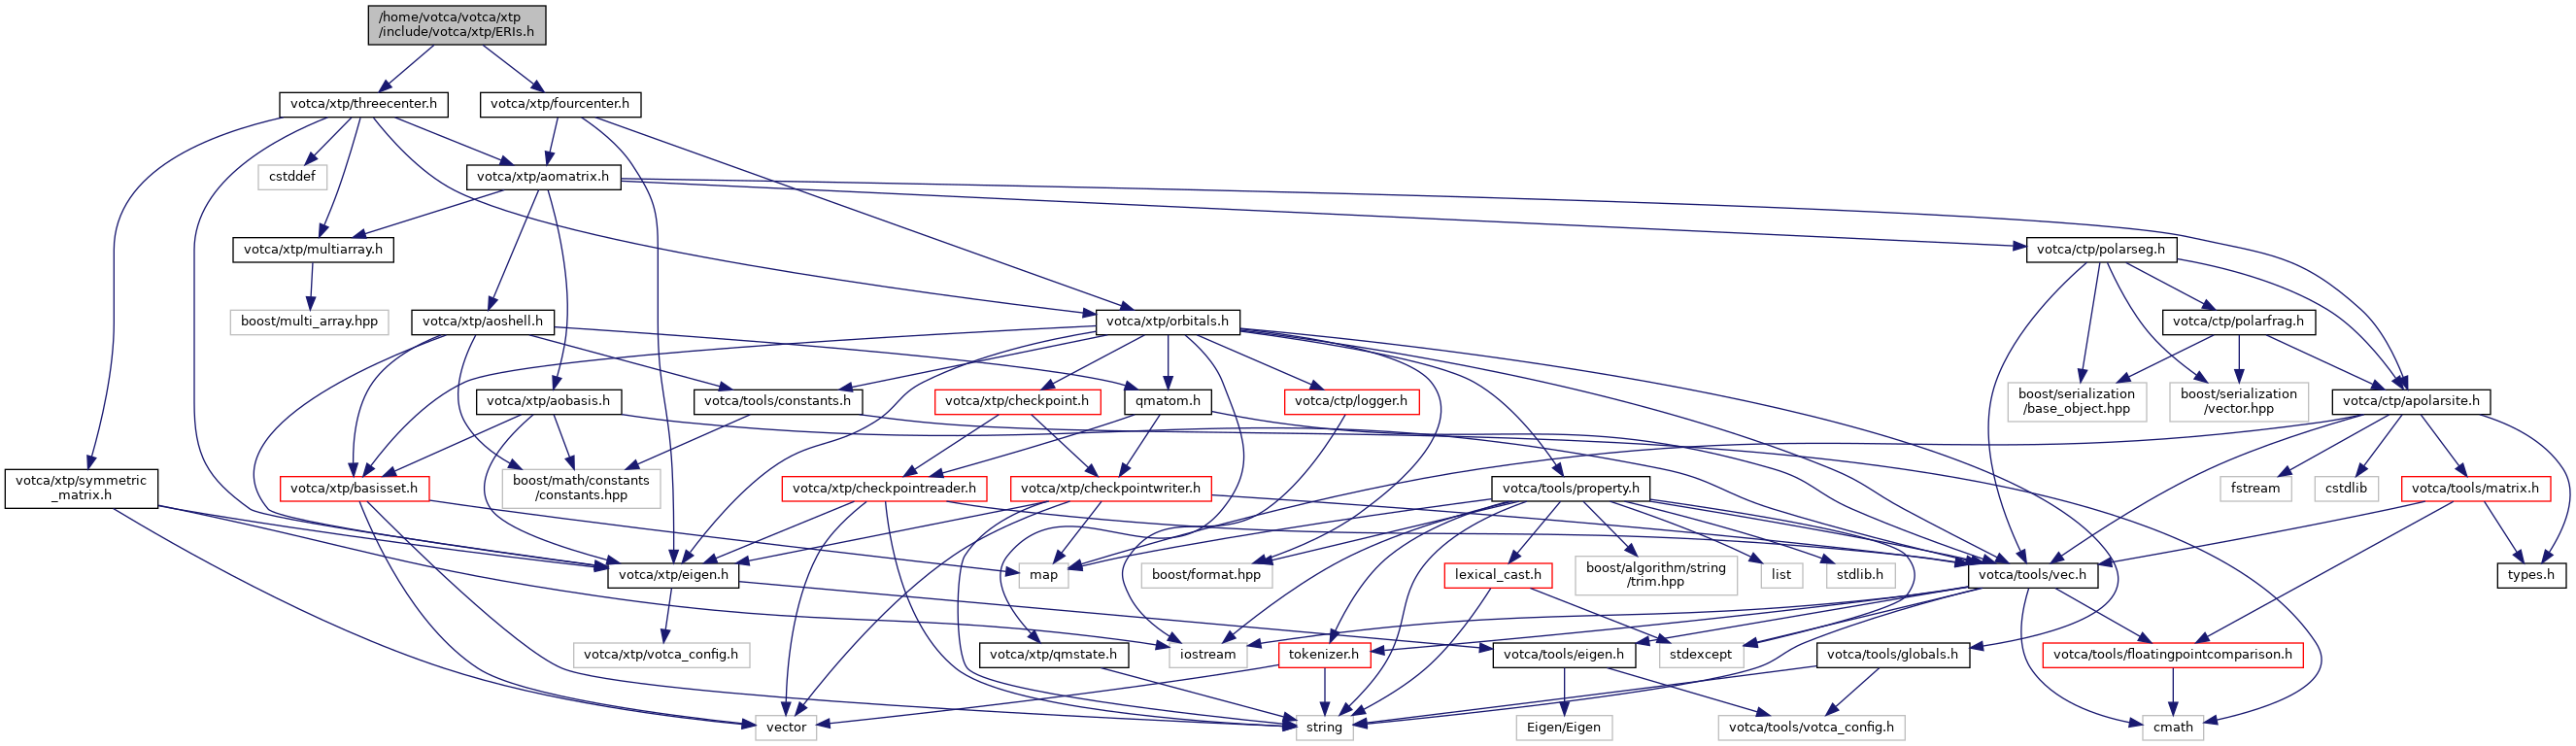 /home/votca/votca/xtp
/include/votca/xtp/ERIs.h
votca/xtp/threecenter.h
votca/xtp/fourcenter.h
cstddef
votca/xtp/aomatrix.h
votca/xtp/multiarray.h
votca/ctp/polarseg.h
boost/multi_array.hpp
votca/xtp/aoshell.h
votca/xtp/orbitals.h
votca/ctp/polarfrag.h
votca/xtp/aobasis.h
votca/tools/constants.h
votca/xtp/checkpoint.h
qmatom.h
votca/ctp/logger.h
boost/serialization
/base_object.hpp
boost/serialization
/vector.hpp
votca/ctp/apolarsite.h
votca/xtp/symmetric
_matrix.h
votca/xtp/basisset.h
boost/math/constants
/constants.hpp
votca/xtp/checkpointreader.h
votca/xtp/checkpointwriter.h
votca/tools/property.h
fstream
cstdlib
votca/tools/matrix.h
votca/xtp/eigen.h
map
boost/format.hpp
lexical_cast.h
boost/algorithm/string
/trim.hpp
list
stdlib.h
votca/tools/vec.h
types.h
votca/xtp/votca_config.h
votca/xtp/qmstate.h
iostream
tokenizer.h
votca/tools/eigen.h
stdexcept
votca/tools/globals.h
votca/tools/floatingpointcomparison.h
vector
string
Eigen/Eigen
votca/tools/votca_config.h
cmath